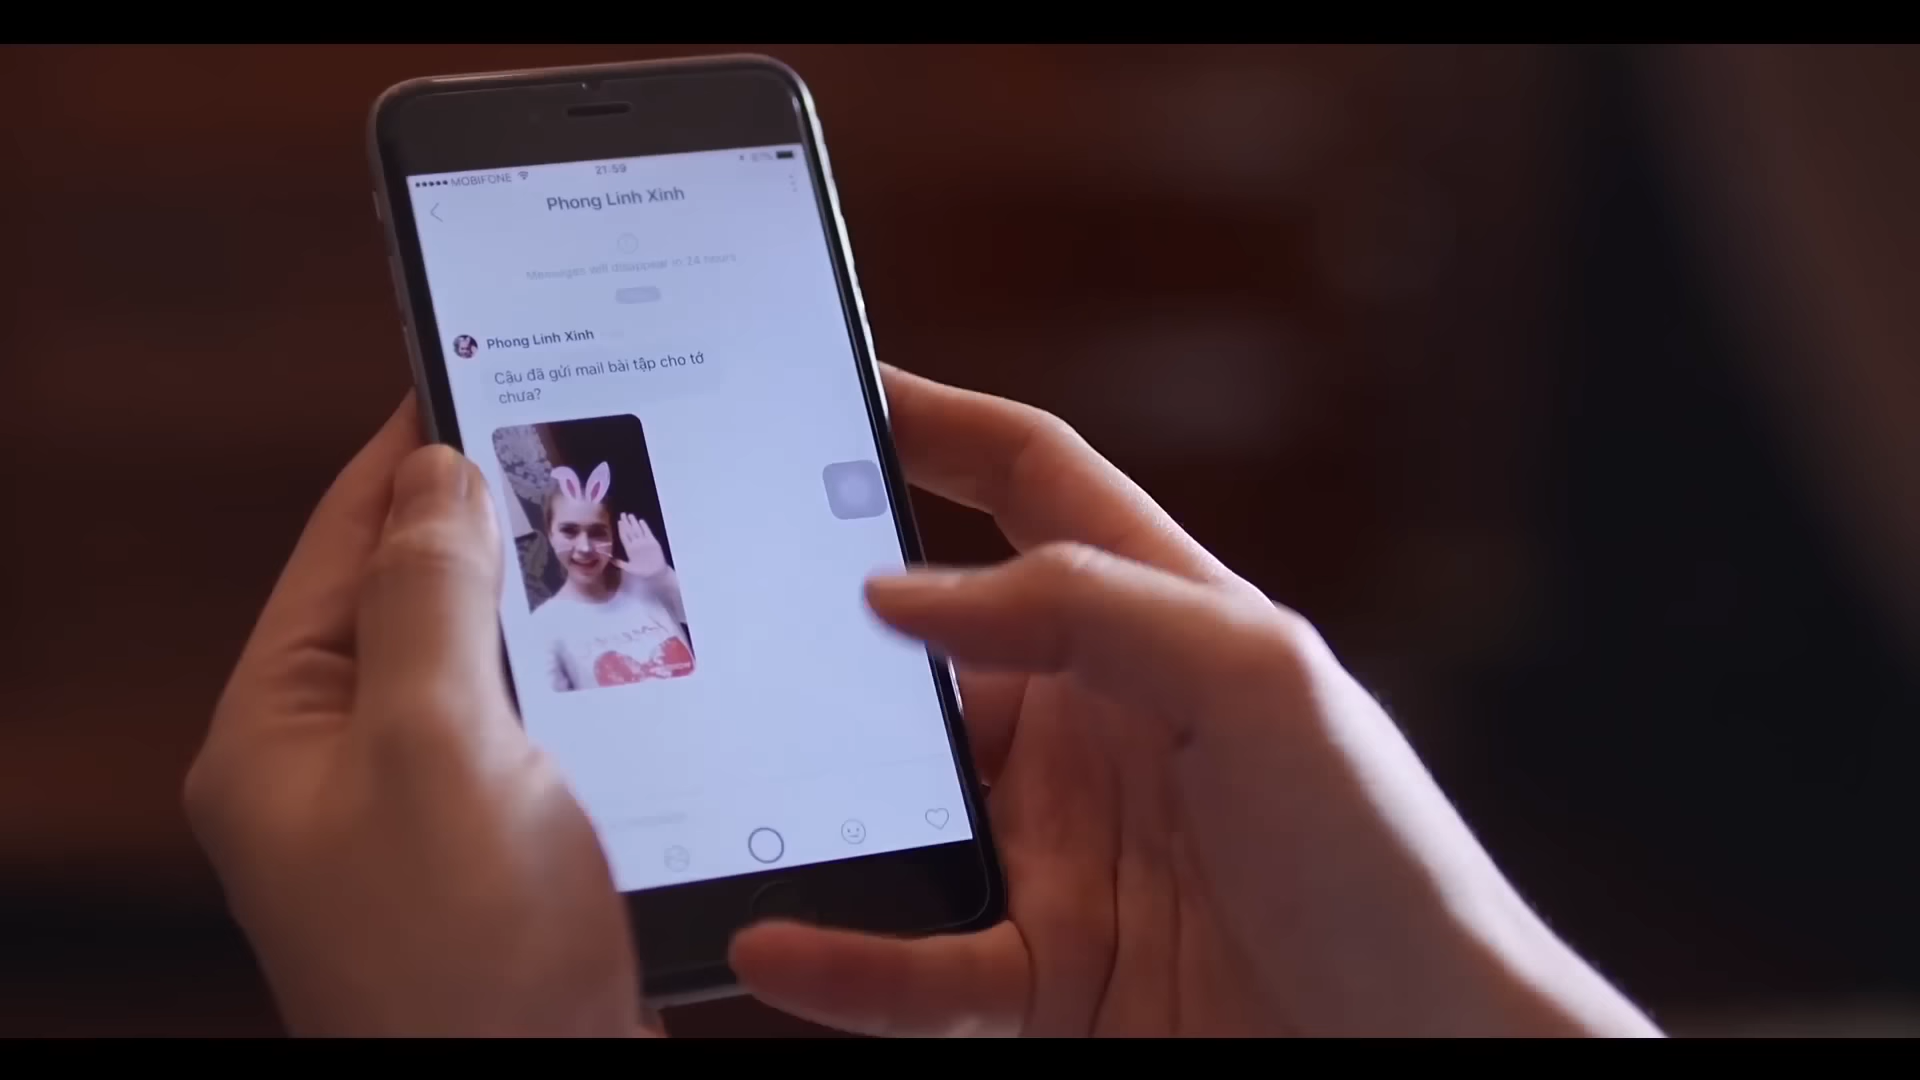 MOBIFONE
21:59
Phong Linh Xinh
Messages will disappear in 24 hours
Phong Linh Xinh
Cậu đã gửi mail bài tập cho tớ
chưa?